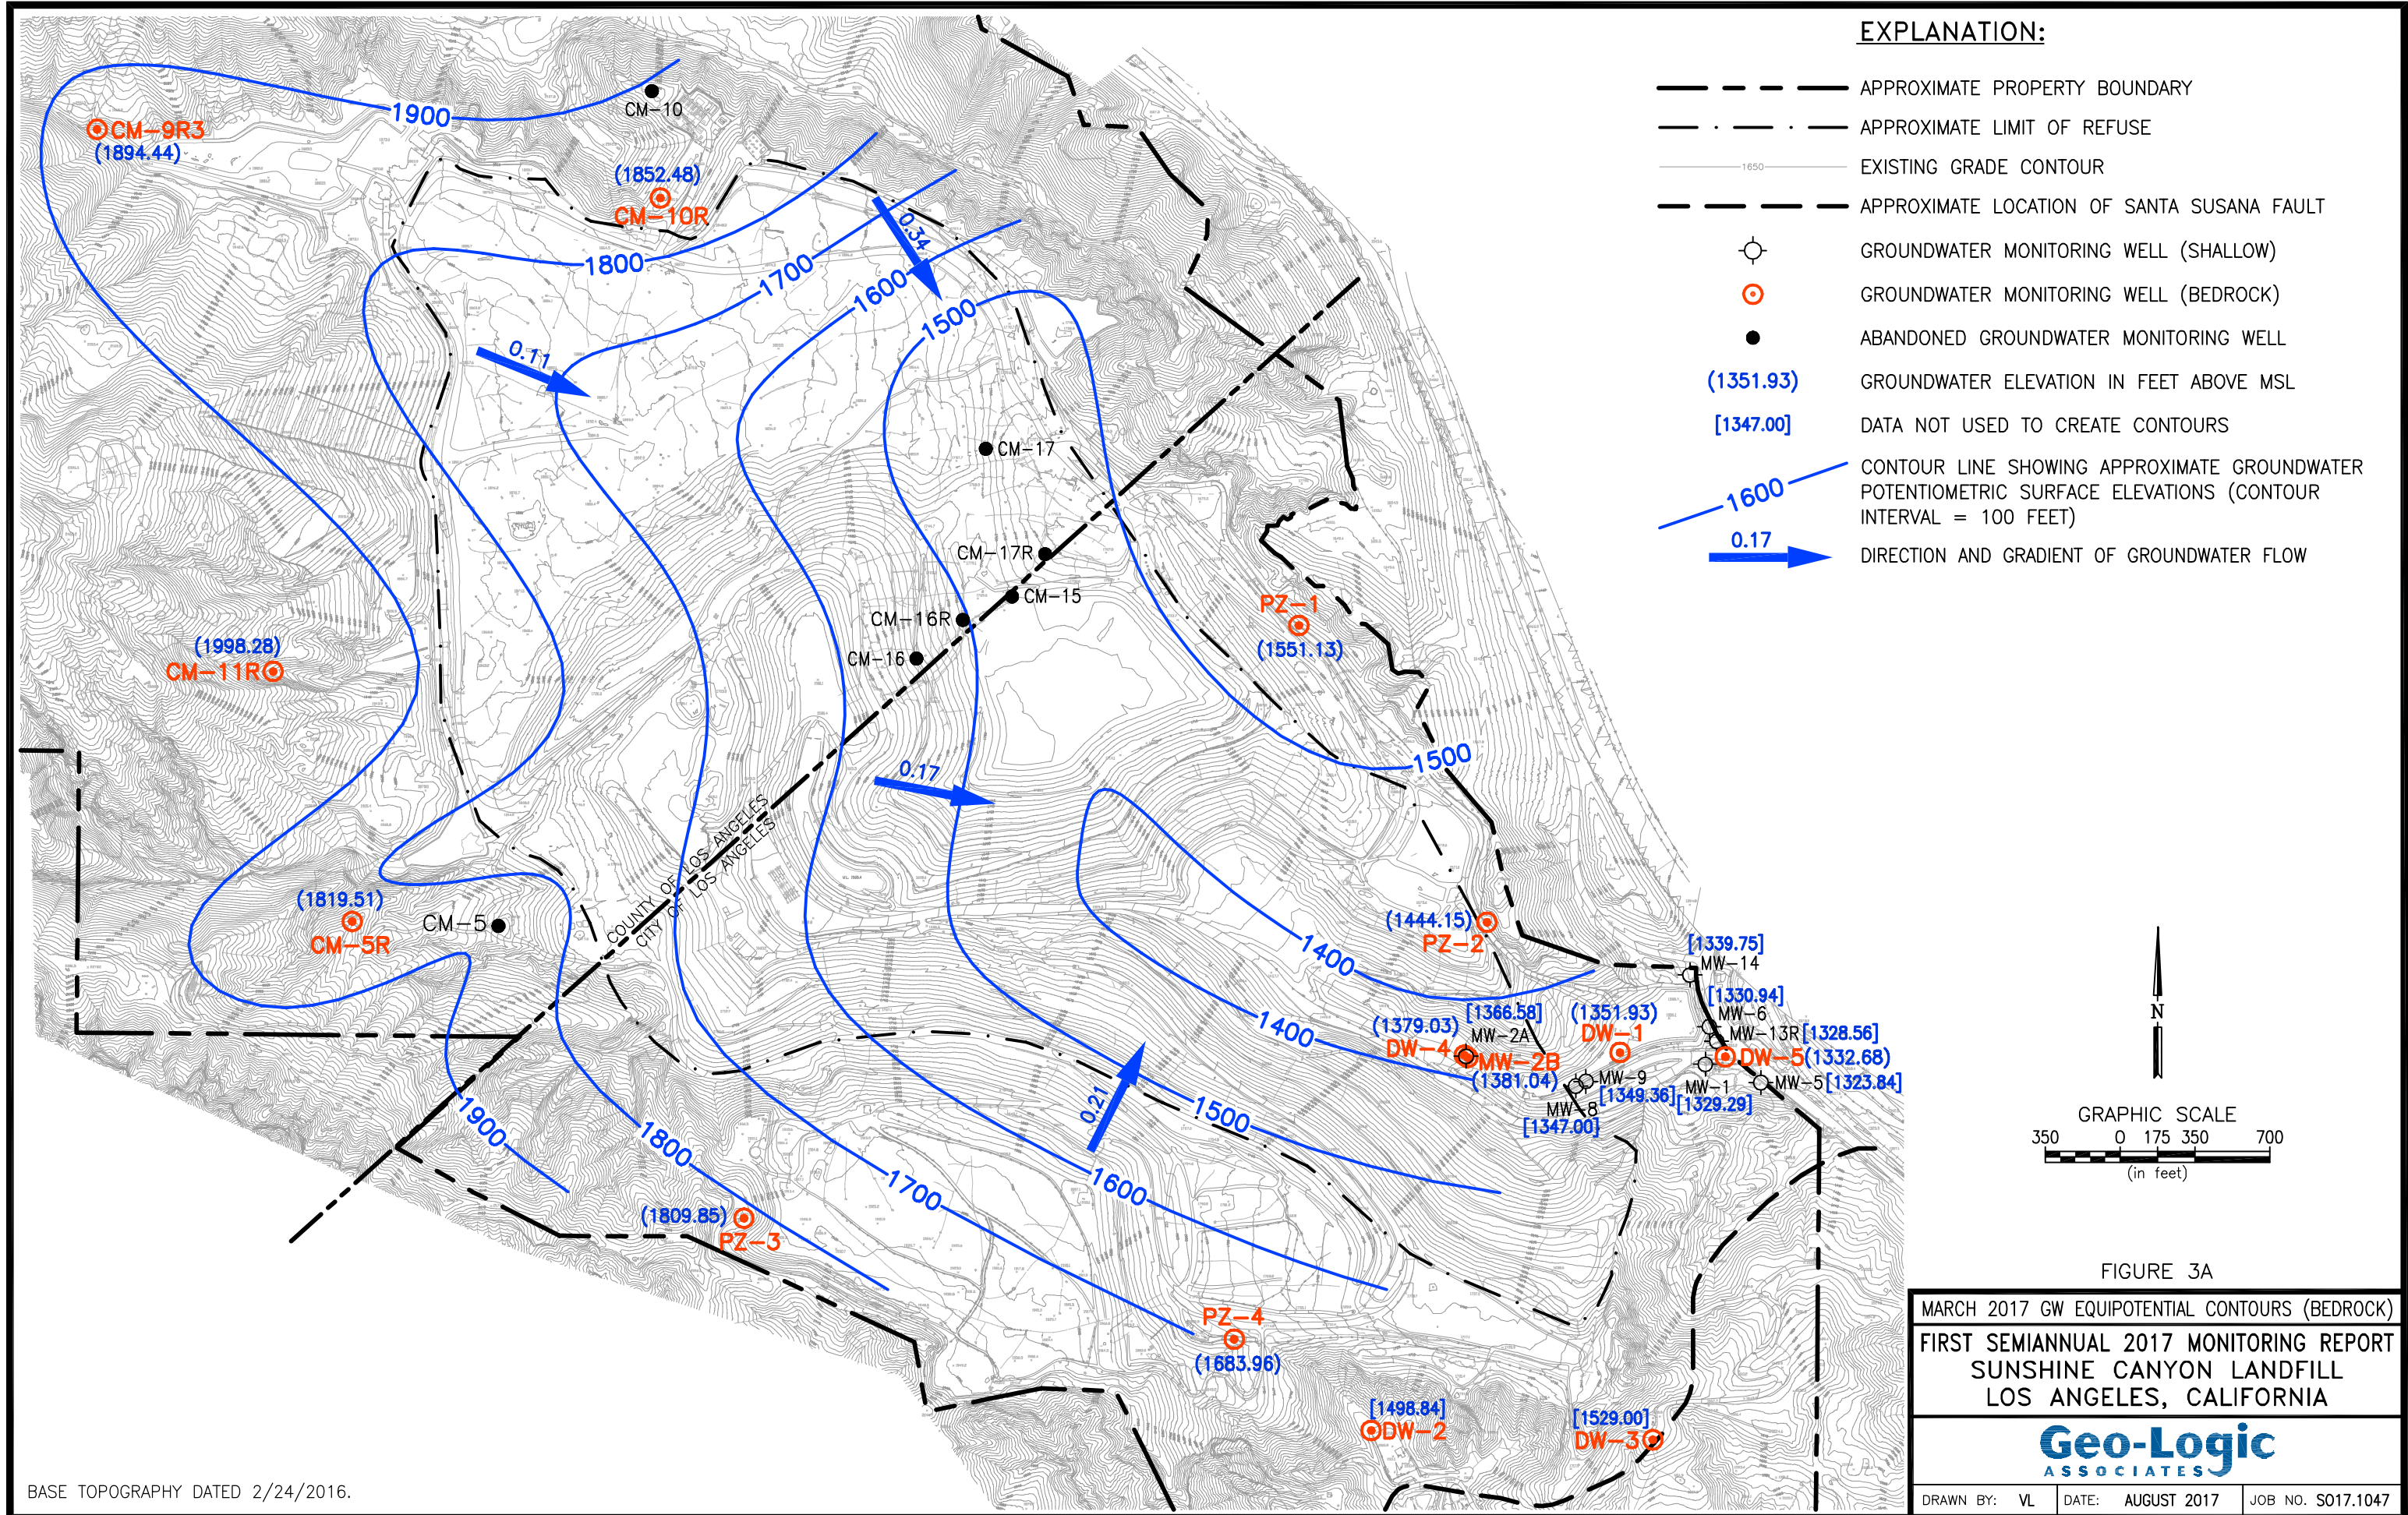 EXPLANATION:
APPROXIMATE PROPERTY BOUNDARY
APPROXIMATE LIMIT OF REFUSE
1650
EXISTING GRADE CONTOUR
APPROXIMATE LOCATION OF SANTA SUSANA FAULT
GROUNDWATER MONITORING WELL (SHALLOW)
GROUNDWATER MONITORING WELL (BEDROCK)
ABANDONED GROUNDWATER MONITORING WELL
(1351.93)
GROUNDWATER ELEVATION IN FEET ABOVE MSL
[1347.00]
DATA NOT USED TO CREATE CONTOURS
1600
CONTOUR LINE SHOWING APPROXIMATE GROUNDWATER
POTENTIOMETRIC SURFACE ELEVATIONS (CONTOUR
INTERVAL = 100 FEET)
0.17
DIRECTION AND GRADIENT OF GROUNDWATER FLOW
1900
CM-10
CM-9R3
(1894.44)
(1852.48)
CM-10R
0.34
1800
1700
1600
1500
0.11
CM-17
CM-17R
CM-15
CM-16R
CM-16
PZ-1
(1551.13)
(1998.28)
CM-11R
1500
0.17
COUNTY OF LOS ANGELES
CITY OF LOS ANGELES
(1819.51)
CM-5R
CM-5
(1444.15)
PZ-2
1400
1400
[1339.75]
MW-14
[1330.94]
MW-6
MW-13R [1328.56]
[1366.58]
MW-2A
(1379.03)
DW-4
MW-2B
(1381.04)
(1351.93)
DW-1
DW-5 (1332.68)
MW-9
[1349.36]
MW-8
[1347.00]
MW-1
[1329.29]
MW-5 [1323.84]
0.21
1900
1800
1700
1600
1500
(1809.85)
PZ-3
PZ-4
(1683.96)
[1498.84]
DW-2
[1529.00]
DW-3
N
GRAPHIC SCALE
350 0 175 350 700
(in feet)
FIGURE 3A
MARCH 2017 GW EQUIPOTENTIAL CONTOURS (BEDROCK)
FIRST SEMIANNUAL 2017 MONITORING REPORT
SUNSHINE CANYON LANDFILL
LOS ANGELES, CALIFORNIA
Geo-Logic
ASSOCIATES
DRAWN BY: VL DATE: AUGUST 2017 JOB NO. SO17.1047
BASE TOPOGRAPHY DATED 2/24/2016.